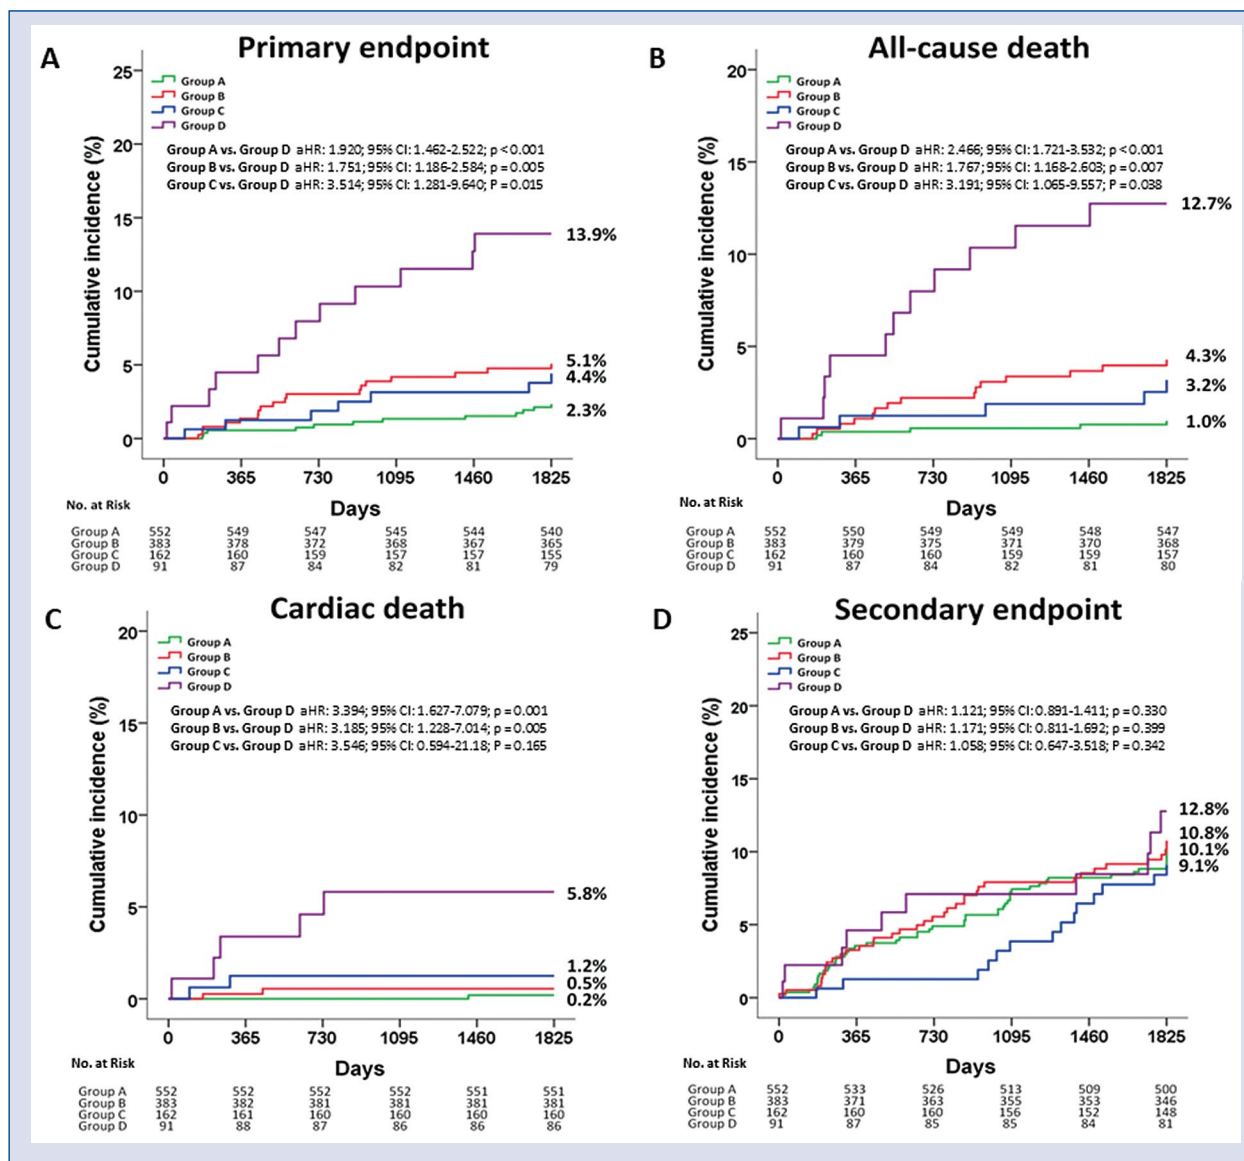 A
Primary endpoint
Cumulative incidence (%)
25
20
15
10
5
0
Group A
Group B
Group C
Group D
Group A vs. Group D aHR: 1.920; 95% CI: 1.462-2.522; p < 0.001
Group B vs. Group D aHR: 1.751; 95% CI: 1.186-2.584; p = 0.005
Group C vs. Group D aHR: 3.514; 95% CI: 1.281-9.640; P = 0.015
13.9%
5.1%
4.4%
2.3%
0 365 730 1095 1460 1825
No. at Risk
Days
Group A 552 549 547 545 544 540
Group B 383 378 372 368 367 365
Group C 162 160 159 157 157 155
Group D 91 87 84 82 81 79
B
All-cause death
Cumulative incidence (%)
20
15
10
5
0
Group A
Group B
Group C
Group D
Group A vs. Group D aHR: 2.466; 95% CI: 1.721-3.532; p < 0.001
Group B vs. Group D aHR: 1.767; 95% CI: 1.168-2.603; p = 0.007
Group C vs. Group D aHR: 3.191; 95% CI: 1.065-9.557; P = 0.038
12.7%
4.3%
3.2%
1.0%
0 365 730 1095 1460 1825
No. at Risk
Days
Group A 552 550 549 549 548 547
Group B 383 379 375 371 370 368
Group C 162 160 160 159 159 157
Group D 91 87 84 82 81 80
C
Cardiac death
Cumulative incidence (%)
20
15
10
5
0
Group A
Group B
Group C
Group D
Group A vs. Group D aHR: 3.394; 95% CI: 1.627-7.079; p = 0.001
Group B vs. Group D aHR: 3.185; 95% CI: 1.228-7.014; p = 0.005
Group C vs. Group D aHR: 3.546; 95% CI: 0.594-21.18; P = 0.165
5.8%
1.2%
0.5%
0.2%
0 365 730 1095 1460 1825
No. at Risk
Days
Group A 552 552 552 552 551 551
Group B 383 382 381 381 381 381
Group C 162 161 160 160 160 160
Group D 91 88 87 86 86 86
D
Secondary endpoint
Cumulative incidence (%)
25
20
15
10
5
0
Group A
Group B
Group C
Group D
Group A vs. Group D aHR: 1.121; 95% CI: 0.891-1.411; p = 0.330
Group B vs. Group D aHR: 1.171; 95% CI: 0.811-1.692; p = 0.399
Group C vs. Group D aHR: 1.058; 95% CI: 0.647-3.518; P = 0.342
12.8%
10.8%
10.1%
9.1%
0 365 730 1095 1460 1825
No. at Risk
Days
Group A 552 533 526 513 509 500
Group B 383 371 363 355 353 346
Group C 162 160 160 156 152 148
Group D 91 87 85 85 84 81